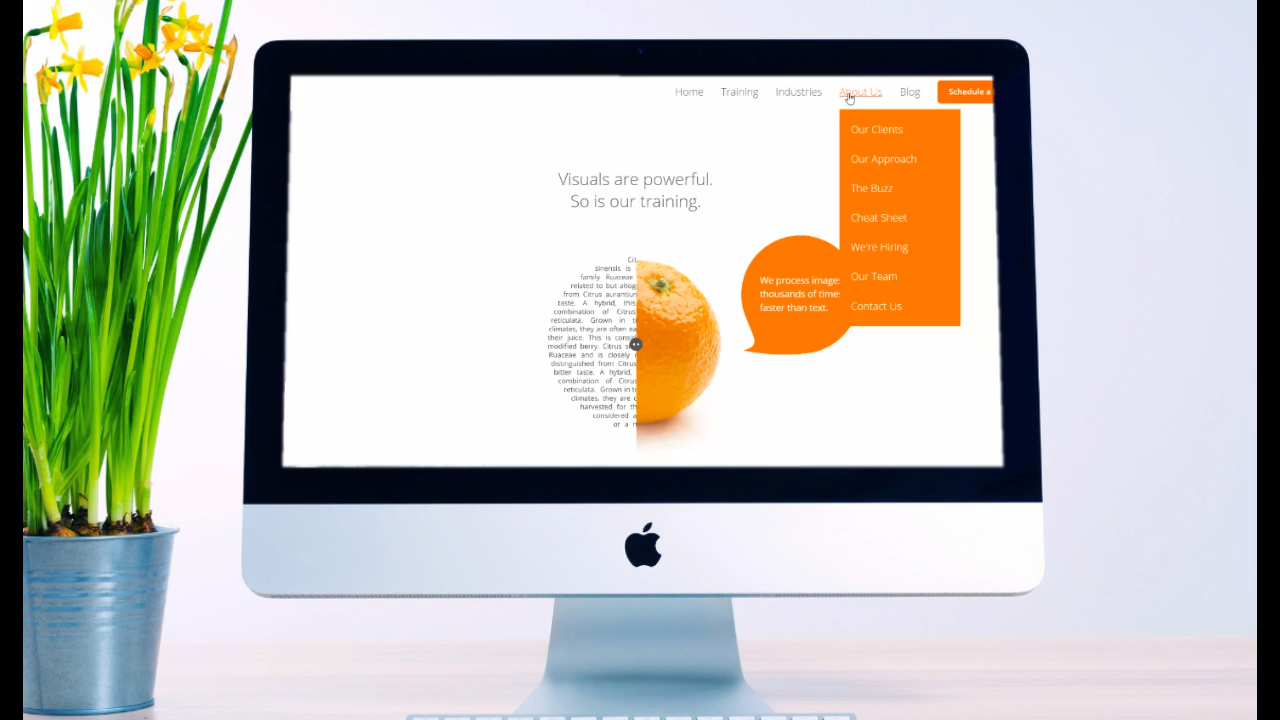 Home Training Industries About Us Blog Schedule a
Our Clients
Our Approach
The Buzz
Cheat Sheet
We're Hiring
Our Team
Contact Us
Visuals are powerful.
So is our training.
We process image
thousands of time
faster than text.
sinensis is
family Ruaceae
related to but altog
from Citrus aurantiun
taste. A hybrid, this
combination of Citrus
reticulata. Grown in
climates, they are often ea
their juice. This is cons
modified berry. Citrus s
Ruaceae and is closely
distinguished from Citrus
bitter taste. A hybrid,
combination of Citrus
reticulata. Grown in
climates, they are
harvested for th
considered a
or a